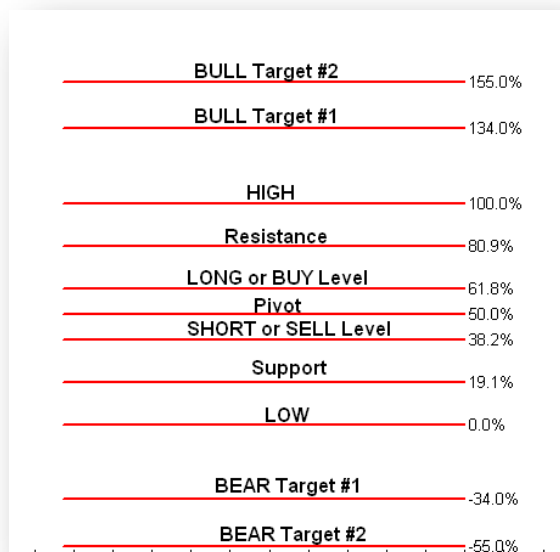 BULL Target #2 155.0%
BULL Target #1 134.0%
HIGH 100.0%
Resistance 80.9%
LONG or BUY Level 61.8%
Pivot 50.0%
SHORT or SELL Level 38.2%
Support 19.1%
LOW 0.0%
BEAR Target #1 -34.0%
BEAR Target #2 -55.0%